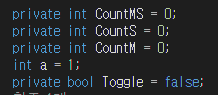 private int CountMS = 0;
private int CountS = 0;
private int CountM = 0;
int a = 1;
private bool Toggle = false;